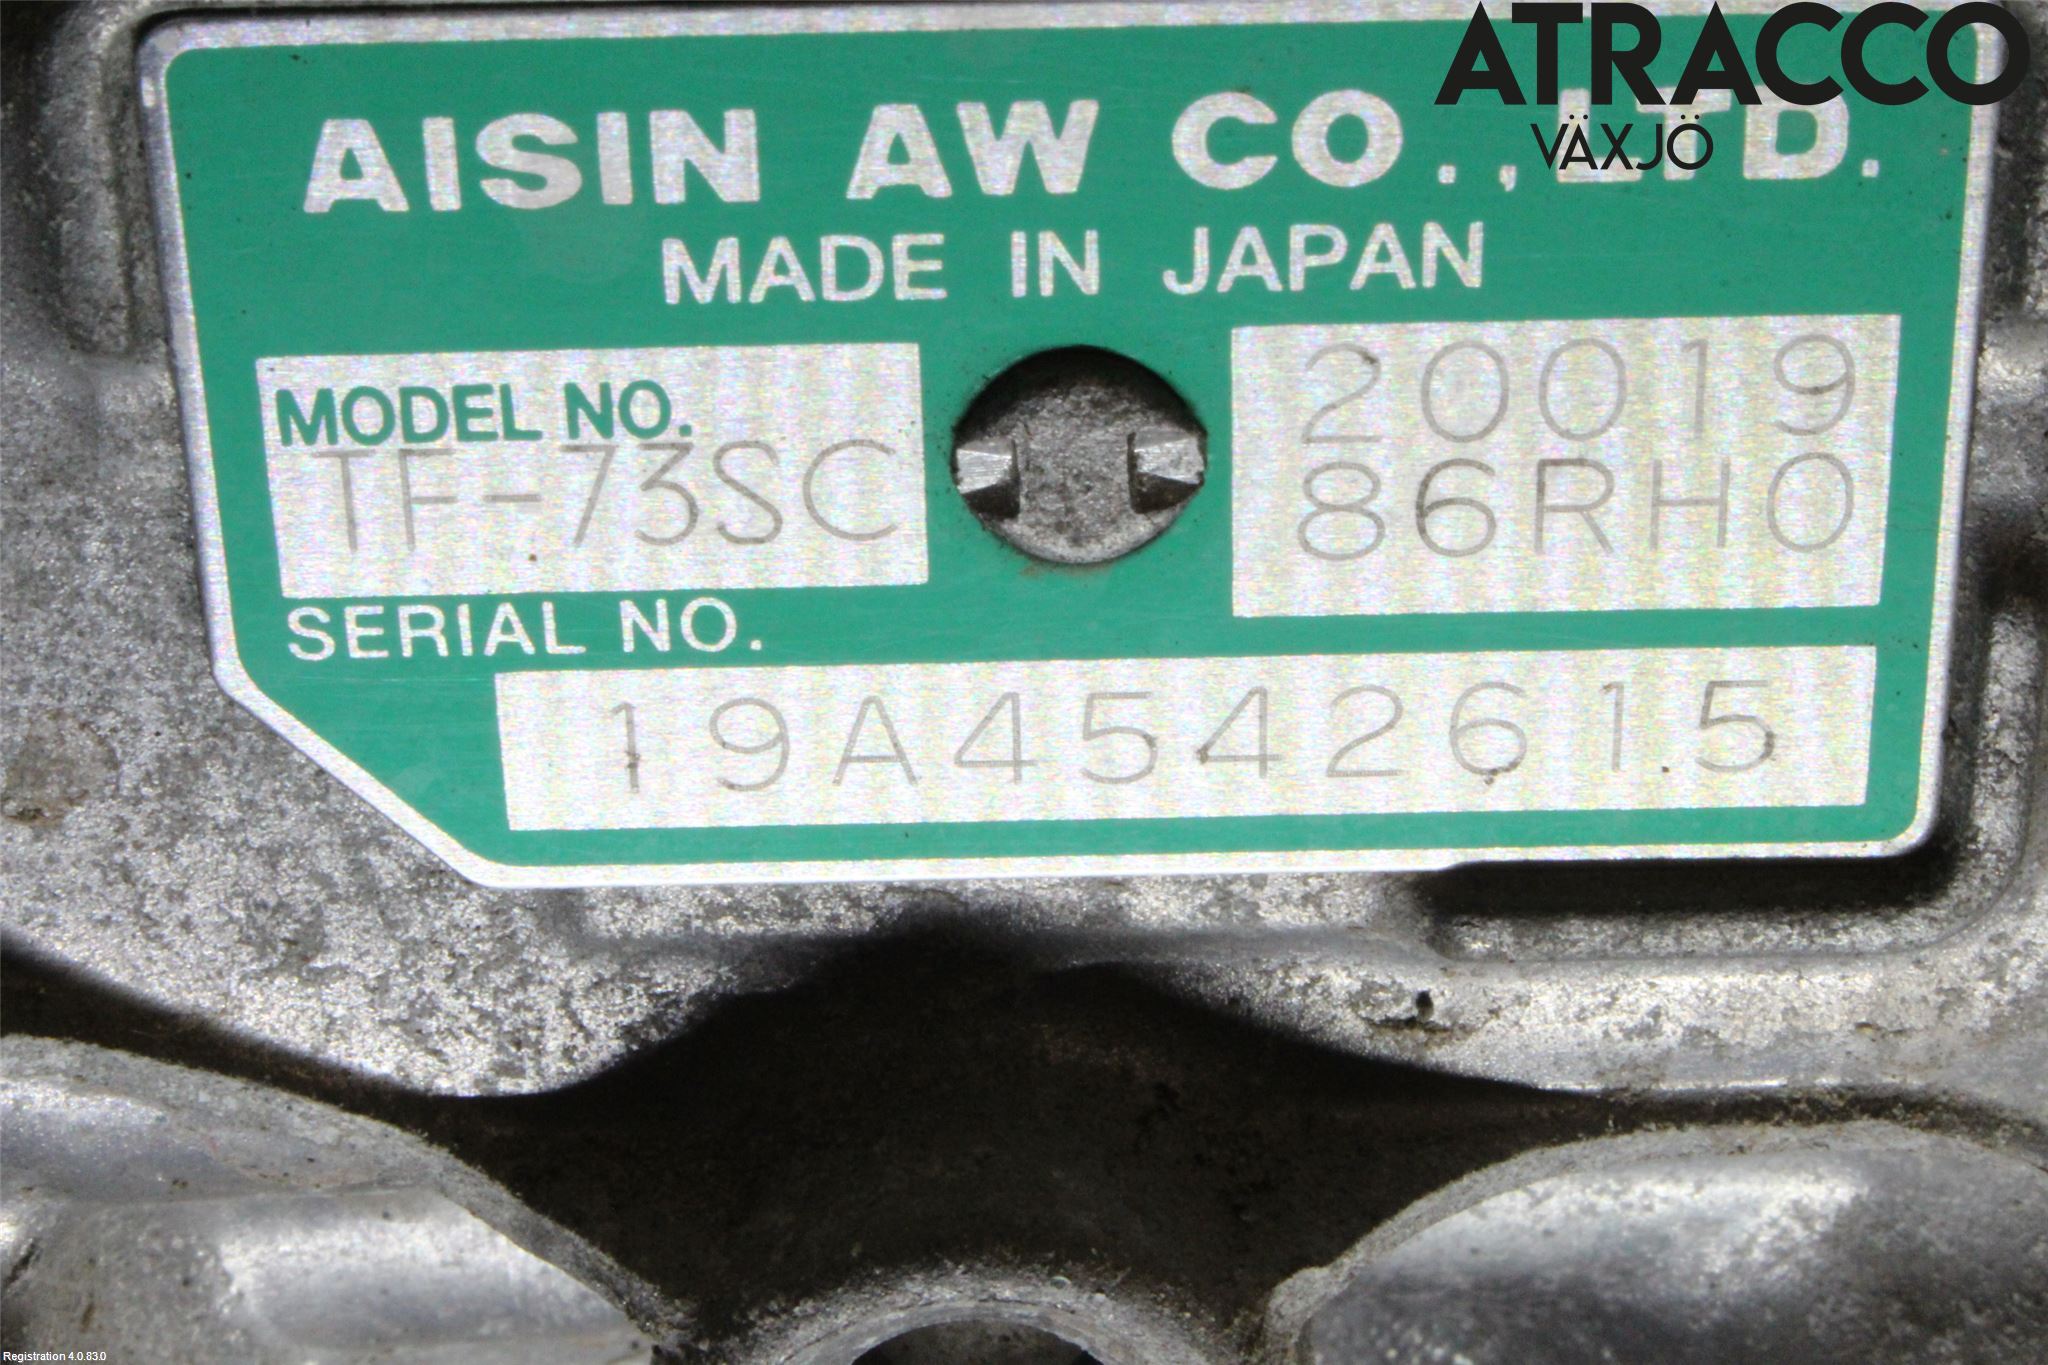 ATRACCO
VÄXJÖ
AISIN AW CO., LTD.
MADE IN JAPAN
MODEL NO.
TF-73SC
20019
86RH0
SERIAL NO.
19A4542615
Registration 4.0.83.0